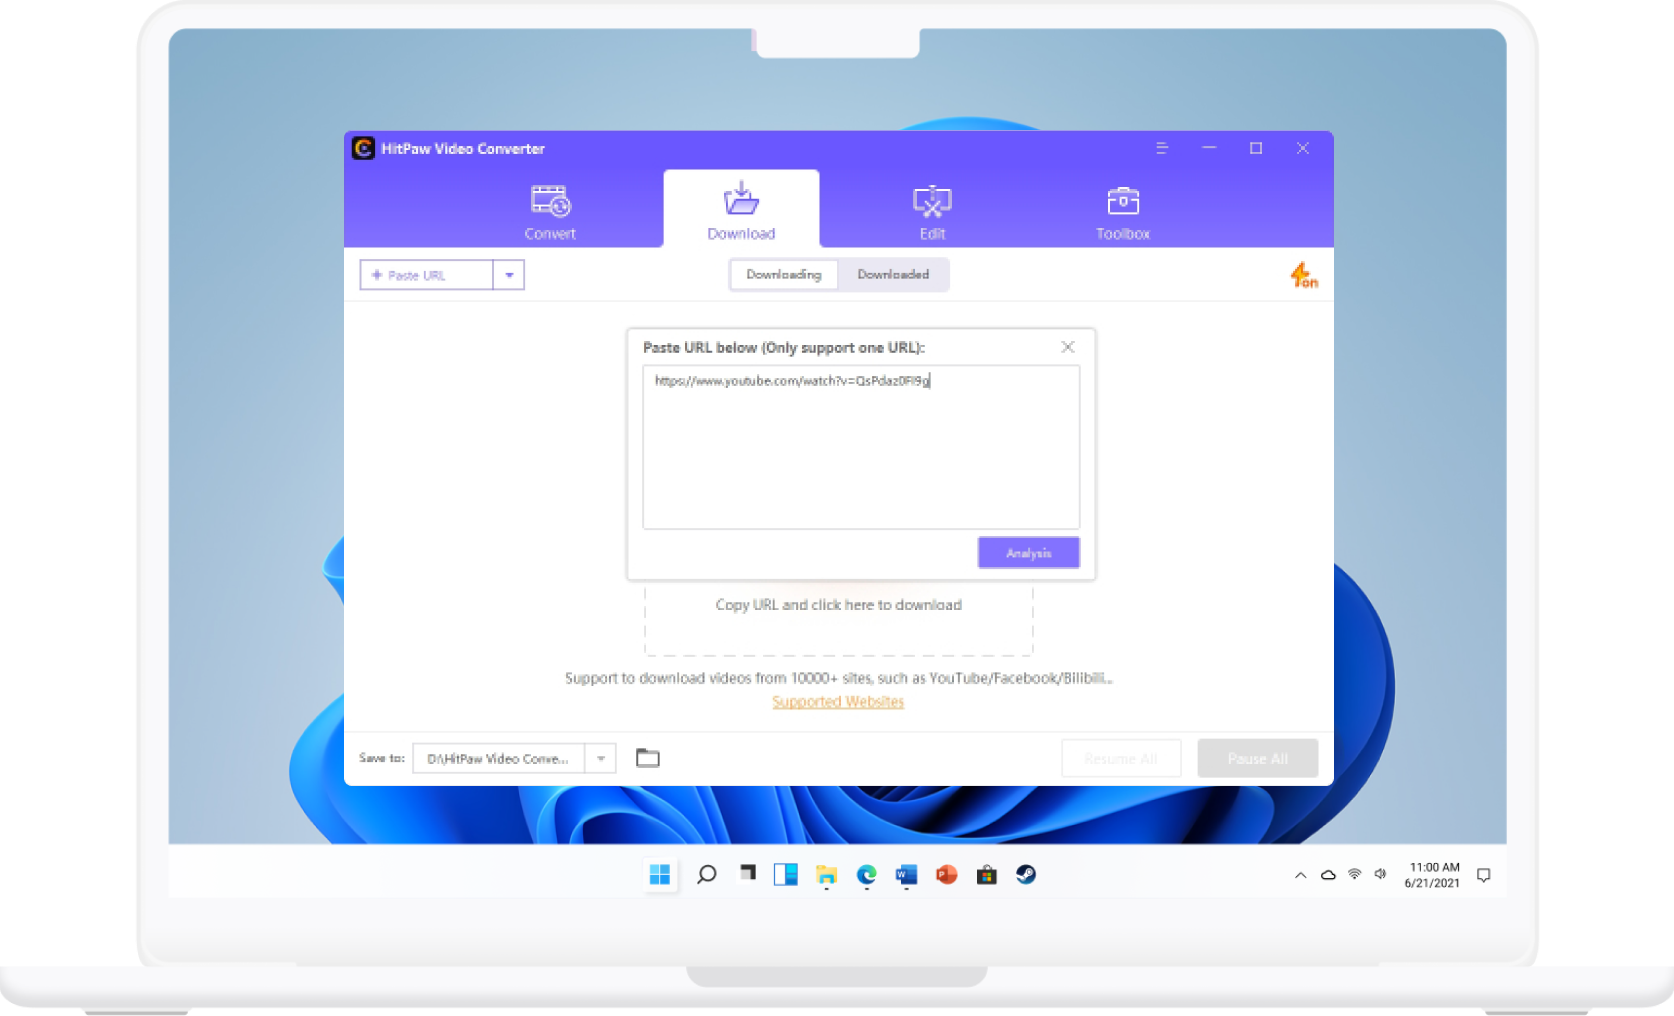 HitPaw Video Converter
Convert
Download
Edit
Toolbox
Paste URL
Downloading
Downloaded
on
Paste URL below (Only support one URL):
https://www.youtube.com/watch?v=QsPdaz0FI9g
Analysis
Copy URL and click here to download
Support to download videos from 10000+ sites, such as YouTube/Facebook/Bilibili...
Supported Websites
Save to:
D:\HitPaw Video Conve...
Resume All
Pause All
11:00 AM
6/21/2021